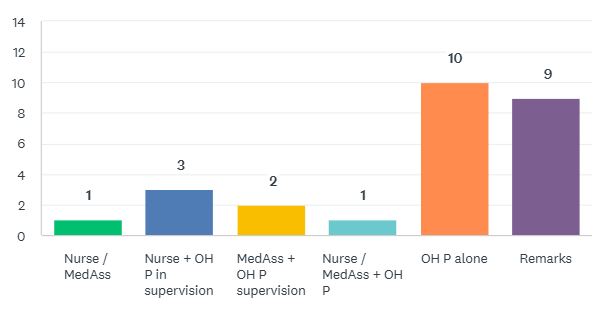 14
12
10
8
6
4
2
0
1
3
2
1
10
9
Nurse /
MedAss
Nurse + OH
P in
supervision
MedAss +
OH P
supervision
Nurse /
MedAss + OH
P
OH P alone
Remarks